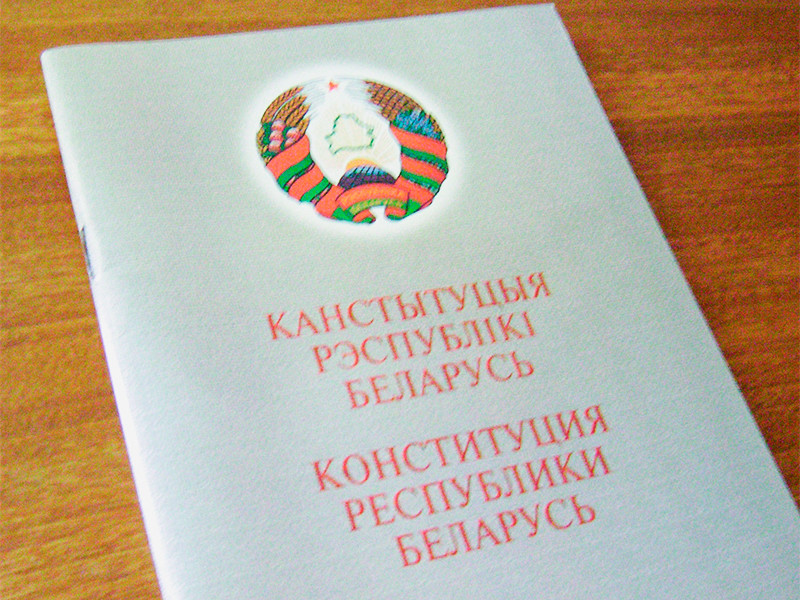 КАНСТЫТУЦЫЯ
РЭСПУБЛІКІ
БЕЛАРУСЬ
КОНСТИТУЦИЯ
РЕСПУБЛИКИ
БЕЛАРУСЬ